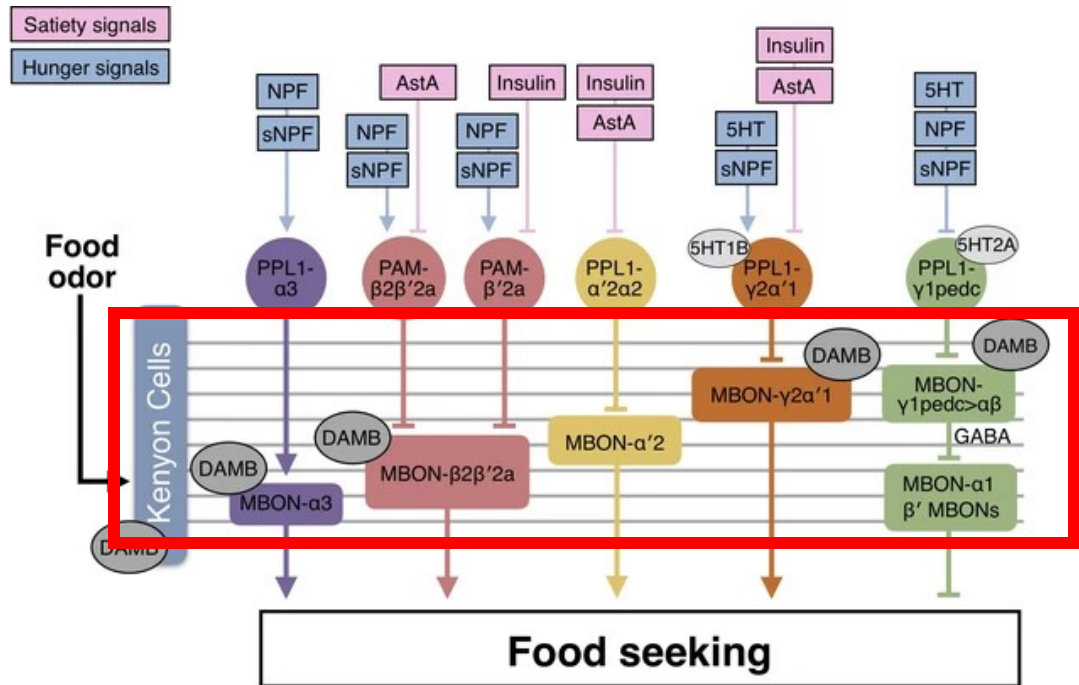 Satiety signals
Hunger signals
NPF
sNPF
AstA
NPF
sNPF
Insulin
NPF
sNPF
Insulin
AstA
Insulin
AstA
5HT
sNPF
5HT
NPF
sNPF
Food
odor
PPL1-
α3
PAM-
β2β′2a
PAM-
β′2a
PPL1-
α′2α2
5HT1B
PPL1-
γ2α′1
5HT2A
PPL1-
γ1pedc
Kenyon Cells
DAMB
DAMB
MBON-α3
DAMB
MBON-β2β′2a
MBON-α′2
DAMB
MBON-γ2α′1
DAMB
MBON-
γ1pedc>αβ
GABA
MBON-α1
β′ MBONs
Food seeking